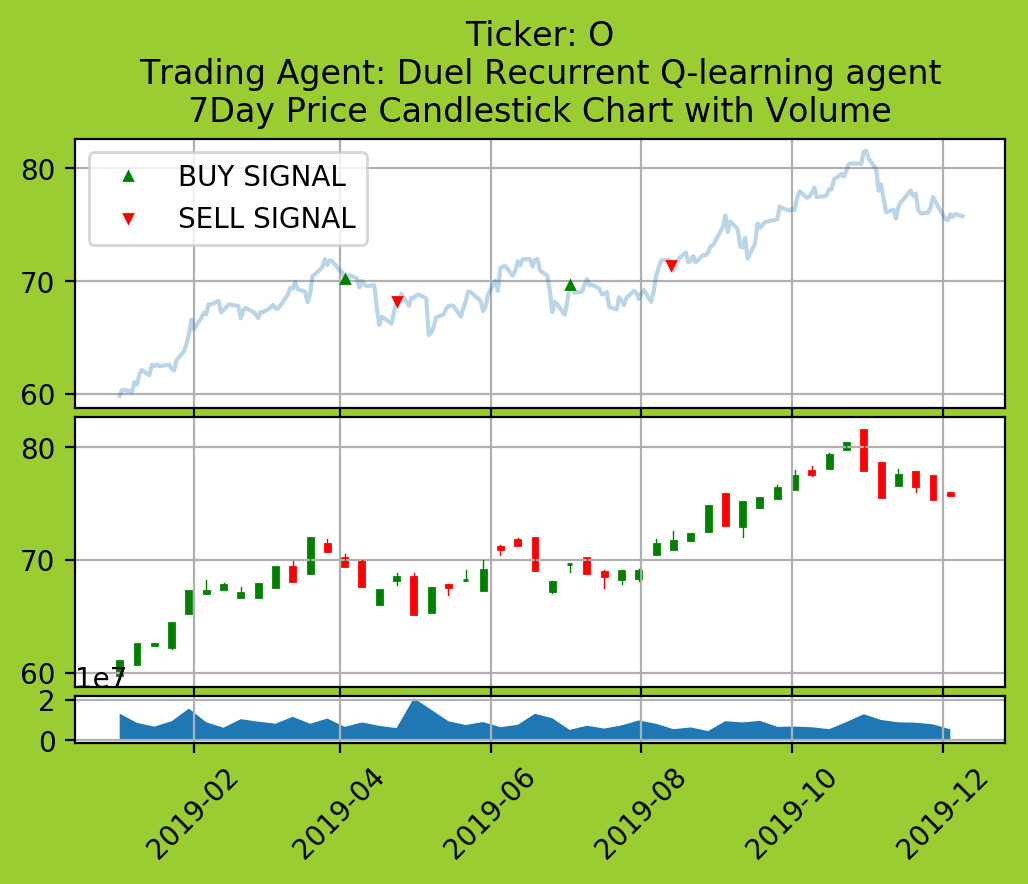 Ticker: O
Trading Agent: Duel Recurrent Q-learning agent
7Day Price Candlestick Chart with Volume
BUY SIGNAL
SELL SIGNAL
80
70
60
80
70
60
1e7
2
0
2019-02
2019-04
2019-06
2019-08
2019-10
2019-12